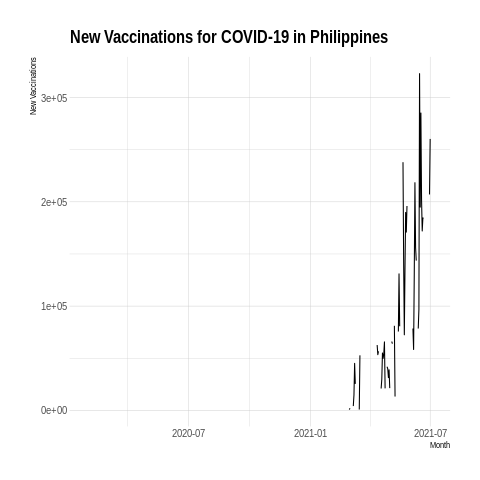 New Vaccinations for COVID-19 in Philippines
New Vaccinations
3e+05
2e+05
1e+05
0e+00
2020-07
2021-01
2021-07
Month